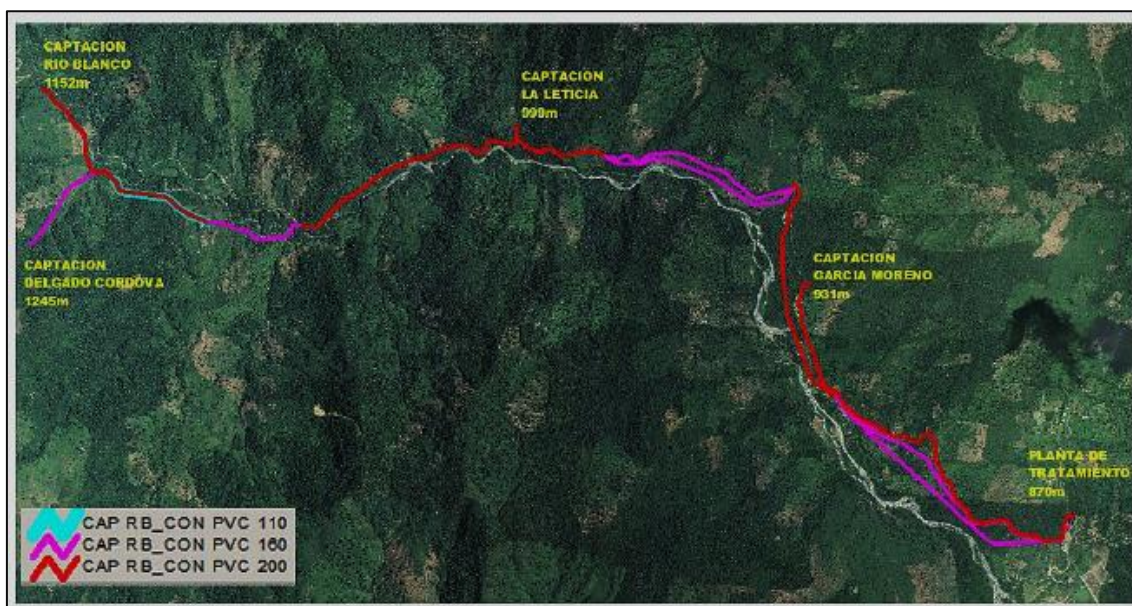 CAPTACION
RIO BLANCO
1152m
CAPTACION
LA LETICIA
999m
CAPTACION
DELGADO CORDOVA
1245m
CAPTACION
GARCIA MORENO
931m
PLANTA DE
TRATAMIENTO
870m
CAP RB_CON PVC 110
CAP RB_CON PVC 160
CAP RB_CON PVC 200